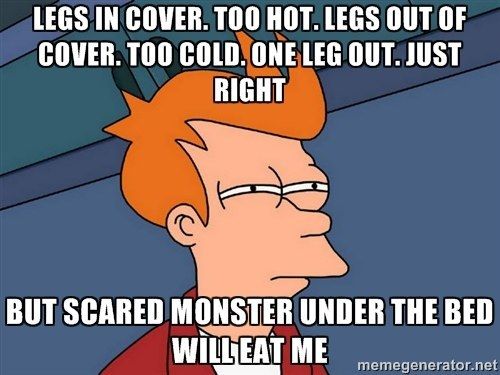 LEGS IN COVER. TOO HOT. LEGS OUT OF
COVER. TOO COLD. ONE LEG OUT. JUST
RIGHT
BUT SCARED MONSTER UNDER THE BED
WILL EAT ME
memegenerator.net